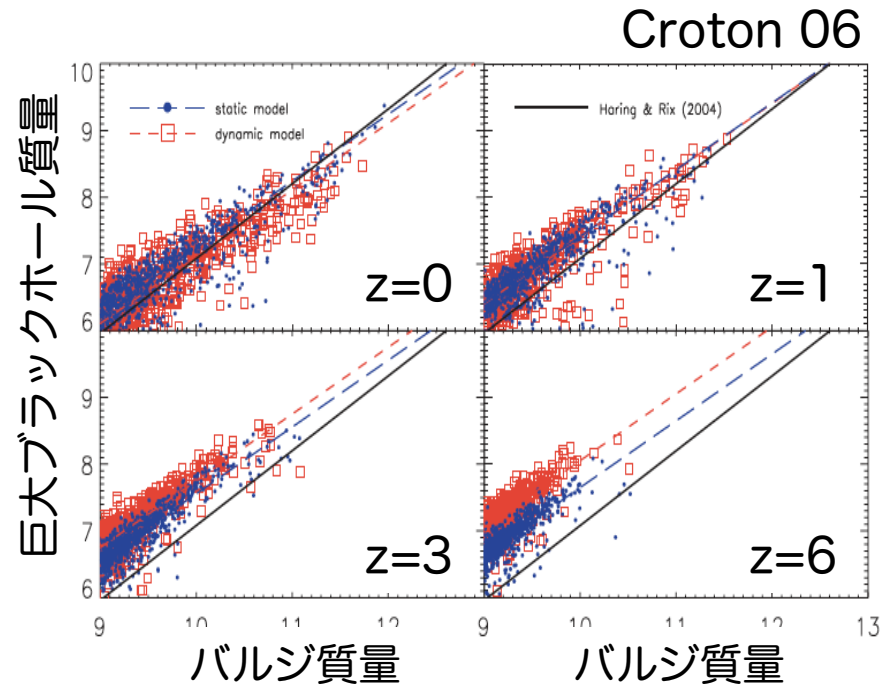 Croton 06
10
9
8
7
6
static model
dynamic model
z=0
Haring & Rix (2004)
z=1
巨大ブラックホール質量
9
8
7
6
z=3
z=6
9 10 11 12 9 10 11 12 13
バルジ質量 バルジ質量